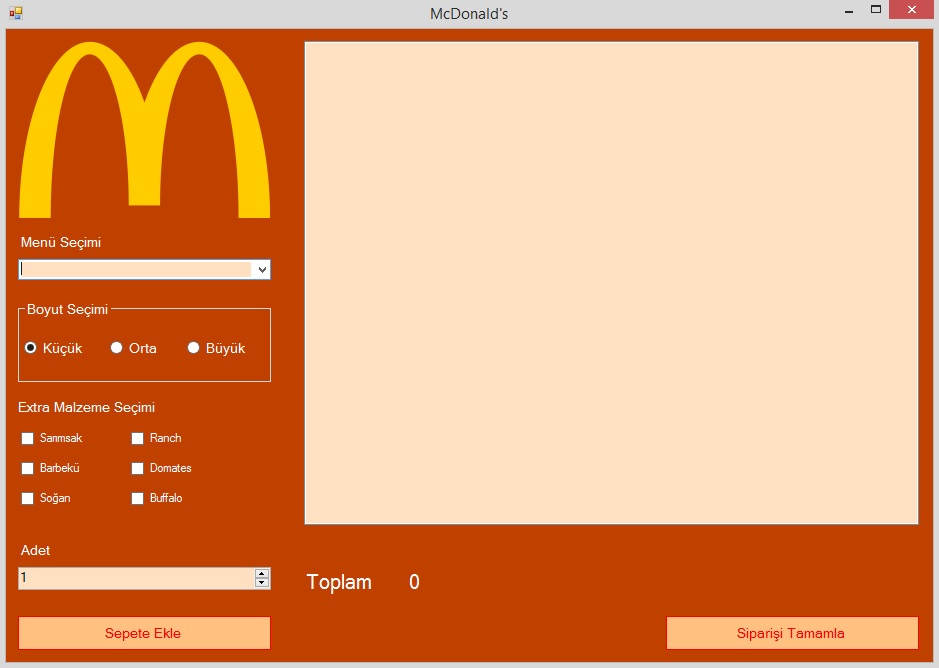 McDonald's
Menü Seçimi
Boyut Seçimi
Küçük Orta Büyük
Extra Malzeme Seçimi
Sarımsak Ranch
Barbekü Domates
Soğan Buffalo
Adet
1
Toplam 0
Sepete Ekle
Siparişi Tamamla